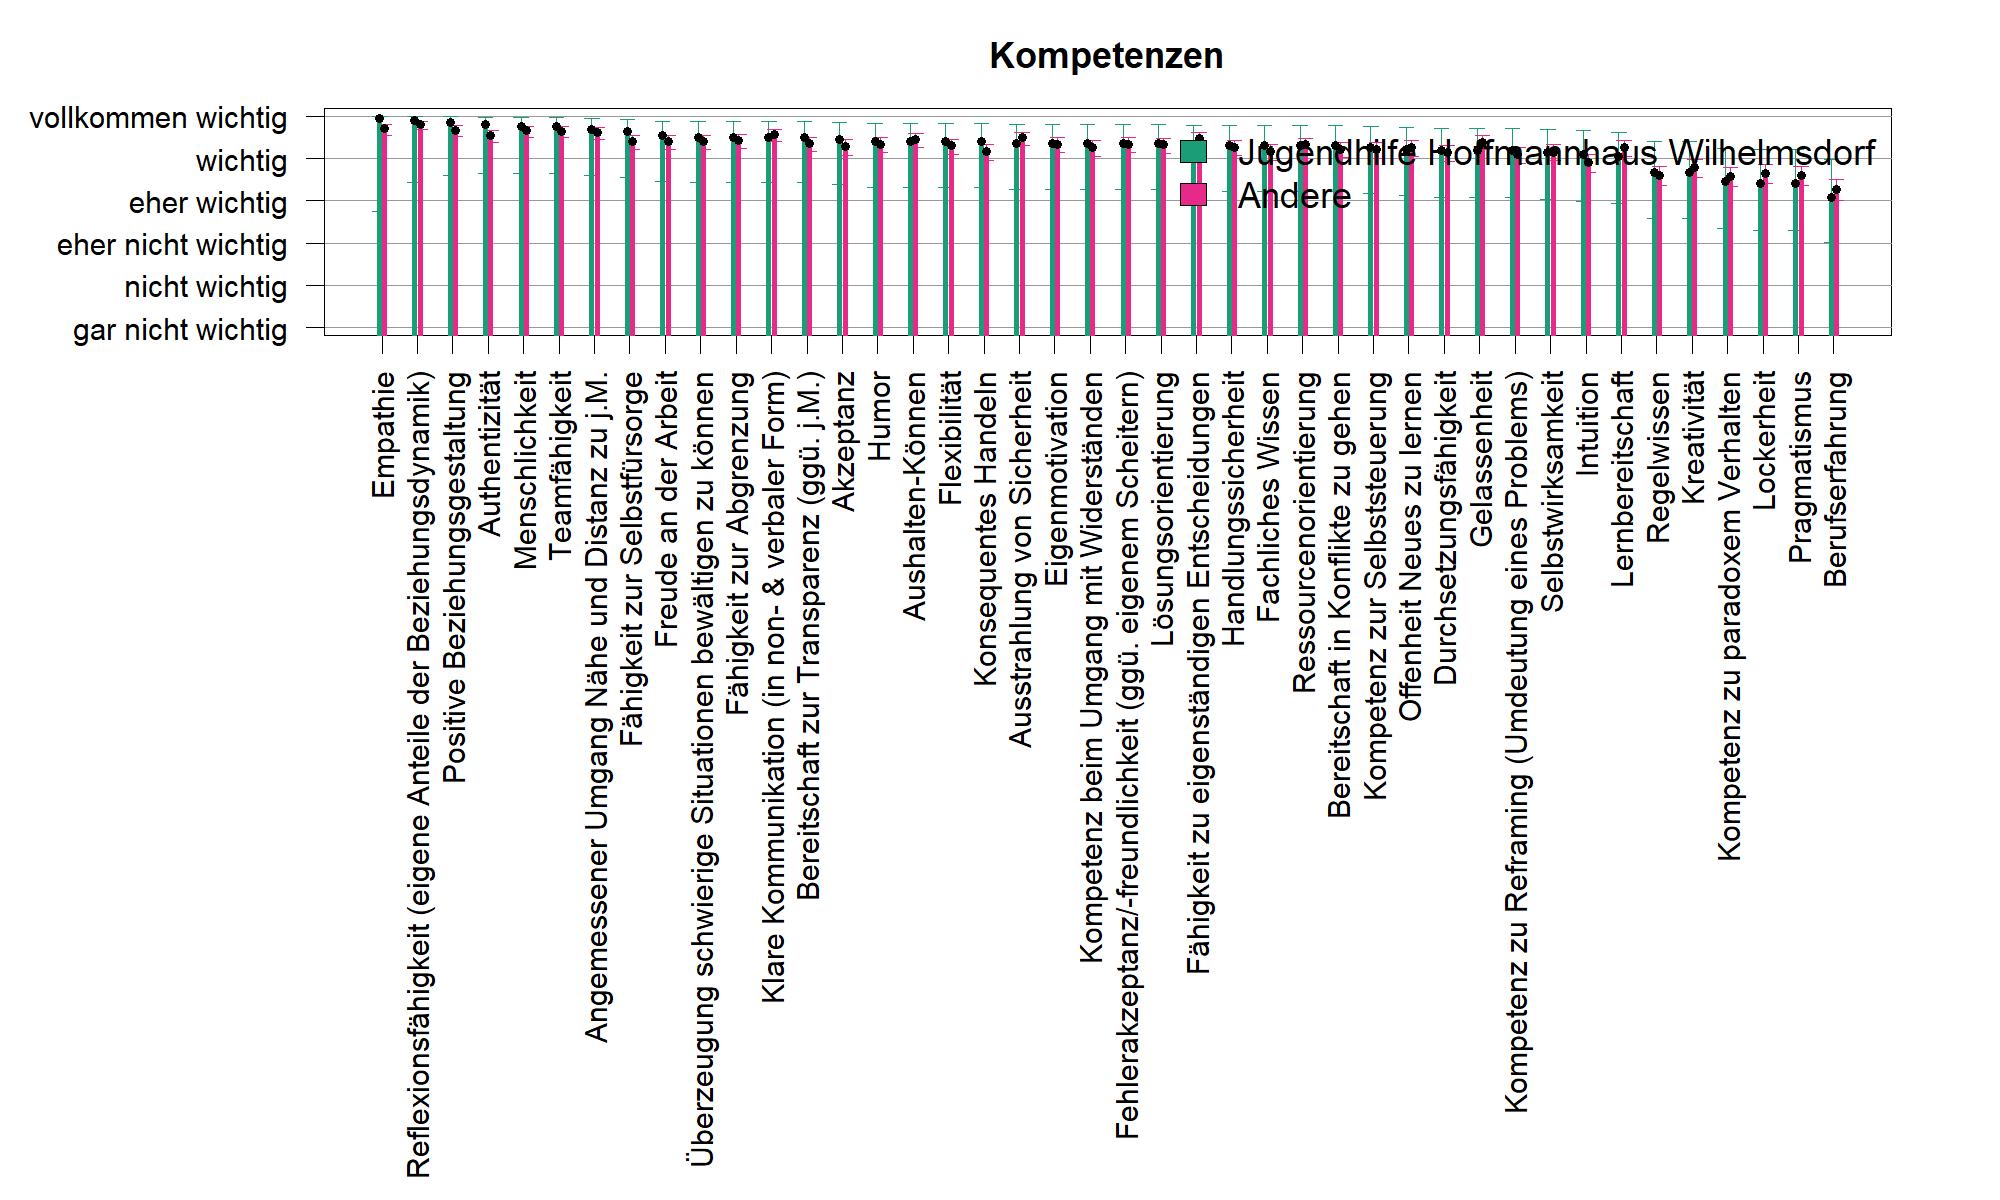 Kompetenzen
vollkommen wichtig
wichtig
eher wichtig
eher nicht wichtig
nicht wichtig
gar nicht wichtig
Jugendhilfe Hoffmannhaus Wilhelmsdorf
Andere
Empathie
Reflexionsfähigkeit (eigene Anteile der Beziehungsdynamik)
Positive Beziehungsgestaltung
Authentizität
Menschlichkeit
Teamfähigkeit
Angemessener Umgang Nähe und Distanz zu j.M.
Fähigkeit zur Selbstfürsorge
Freude an der Arbeit
Überzeugung schwierige Situationen bewältigen zu können
Fähigkeit zur Abgrenzung
Klare Kommunikation (in non- & verbaler Form)
Bereitschaft zur Transparenz (ggü. j.M.)
Akzeptanz
Humor
Aushalten-Können
Flexibilität
Konsequentes Handeln
Ausstrahlung von Sicherheit
Eigenmotivation
Kompetenz beim Umgang mit Widerständen
Fehlerakzeptanz/-freundlichkeit (ggü. eigenem Scheitern)
Lösungsorientierung
Fähigkeit zu eigenständigen Entscheidungen
Handlungssicherheit
Fachliches Wissen
Ressourcenorientierung
Bereitschaft in Konflikte zu gehen
Kompetenz zur Selbststeuerung
Offenheit Neues zu lernen
Durchsetzungsfähigkeit
Gelassenheit
Kompetenz zu Reframing (Umdeutung eines Problems)
Selbstwirksamkeit
Intuition
Lernbereitschaft
Regelwissen
Kreativität
Kompetenz zu paradoxem Verhalten
Lockerheit
Pragmatismus
Berufserfahrung